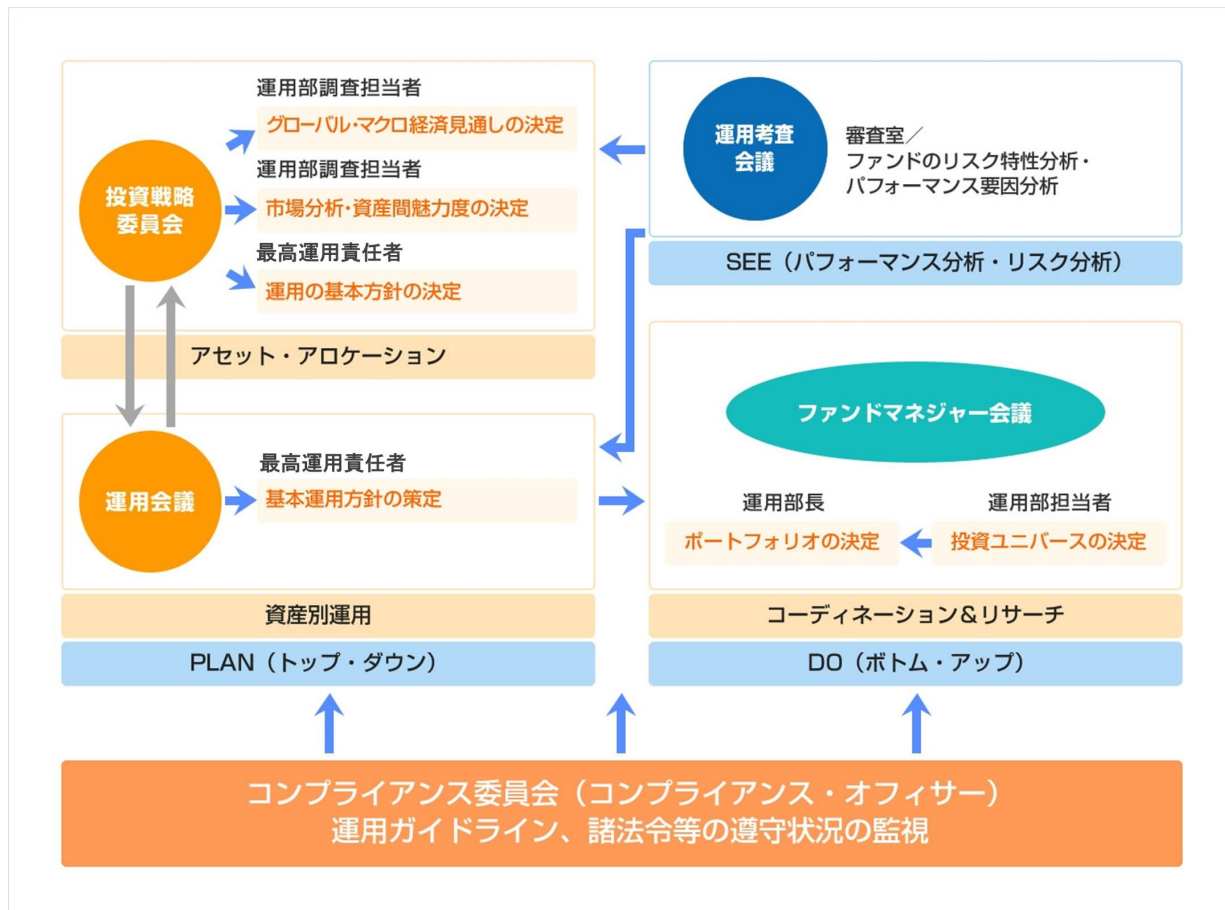 運用部調査担当者
グローバル・マクロ経済見通しの決定
投資戦略
委員会
運用部調査担当者
市場分析・資産間魅力度の決定
最高運用責任者
運用の基本方針の決定
アセット・アロケーション
運用会議
最高運用責任者
基本運用方針の策定
資産別運用
PLAN（トップ・ダウン）
運用考査
会議
審査室／
ファンドのリスク特性分析・
パフォーマンス要因分析
SEE（パフォーマンス分析・リスク分析）
ファンドマネジャー会議
運用部長
ポートフォリオの決定
運用部担当者
投資ユニバースの決定
コーディネーション＆リサーチ
DO（ボトム・アップ）
コンプライアンス委員会（コンプライアンス・オフィサー）
運用ガイドライン、諸法令等の遵守状況の監視